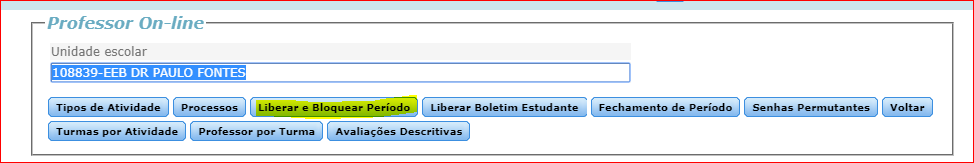 Professor On-line
Unidade escolar
108839-EEB DR PAULO FONTES
Tipos de Atividade Processos Liberar e Bloquear Período Liberar Boletim Estudante Fechamento de Período Senhas Permutantes Voltar
Turmas por Atividade Professor por Turma Avaliações Descritivas